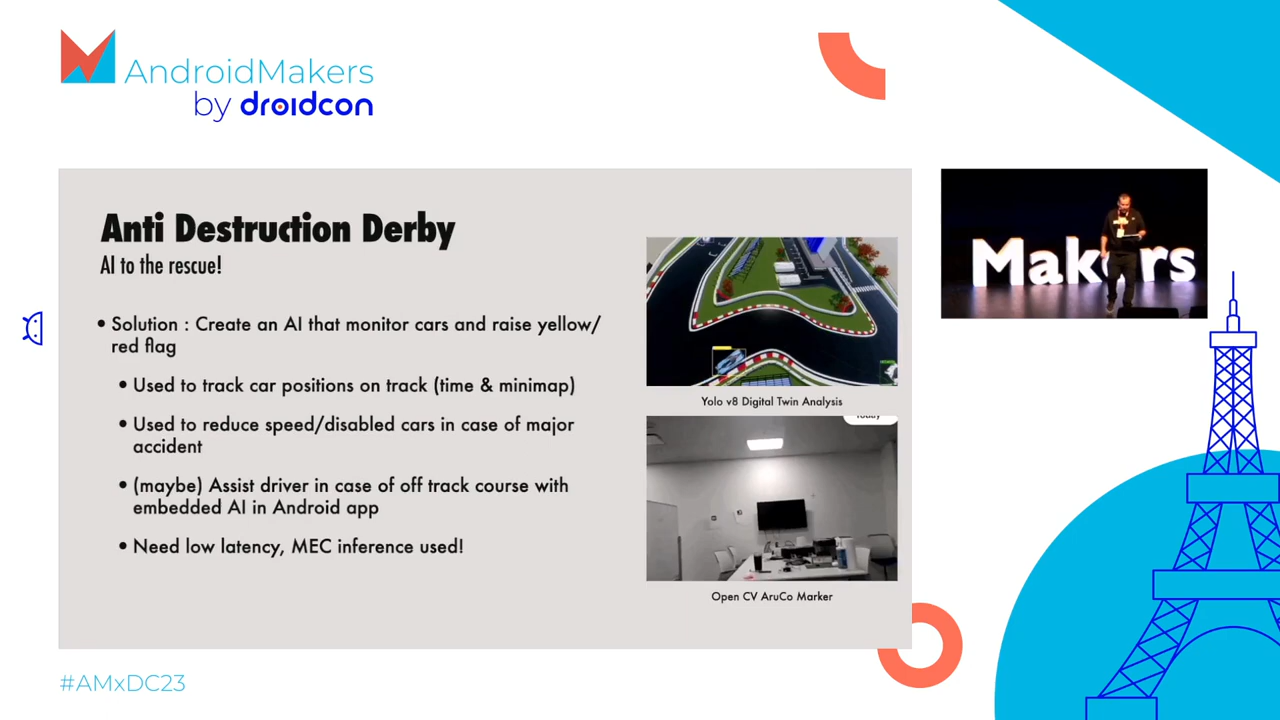 AndroidMakers
by droidcon
Anti Destruction Derby
AI to the rescue!
• Solution : Create an AI that monitor cars and raise yellow/
red flag
• Used to track car positions on track (time & minimap)
• Used to reduce speed/disabled cars in case of major
accident
• (maybe) Assist driver in case of off track course with
embedded AI in Android app
• Need low latency, MEC inference used!
Yolo v8 Digital Twin Analysis
Today
Open CV AruCo Marker
Makers
#AMxDC23